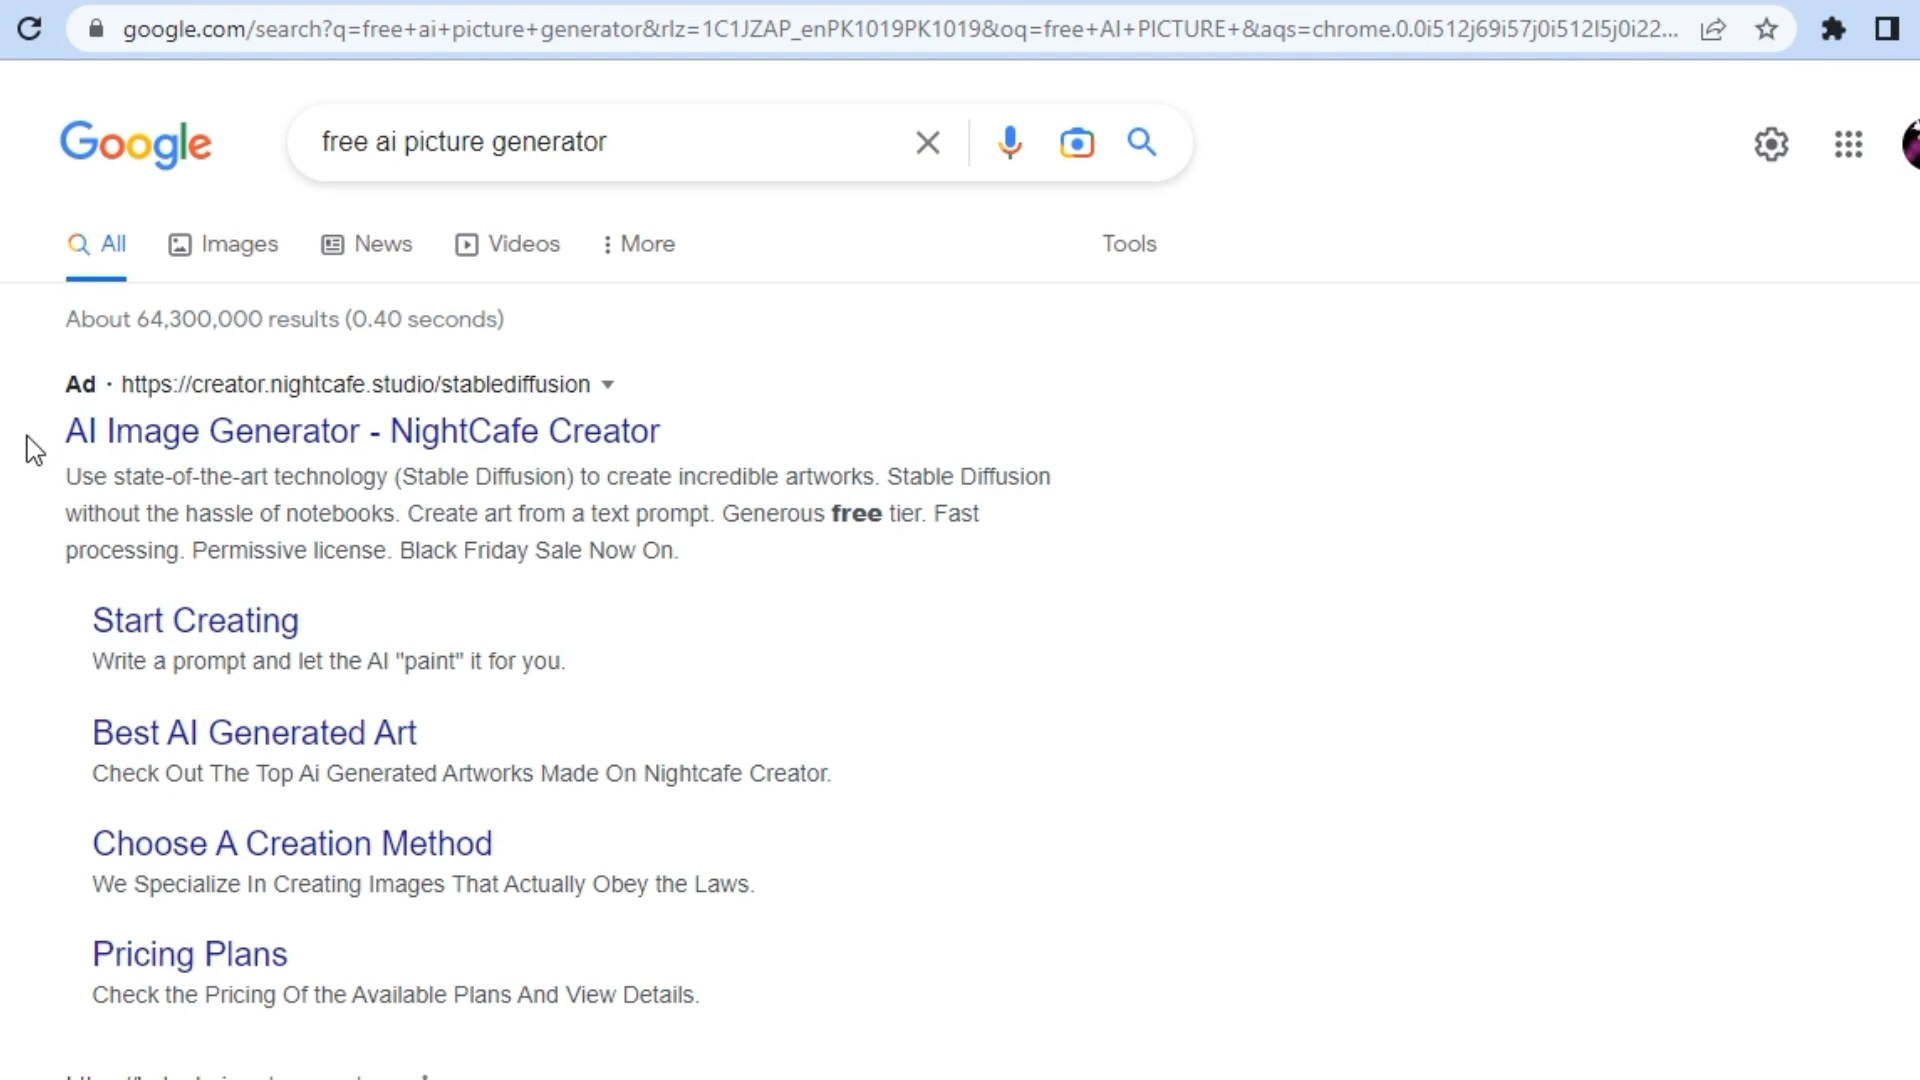 google.com/search?q=free+ai+picture+generator&rlz=1C1JZAP_enPK1019PK1019&oq=free+AI+PICTURE+&aqs=chrome.0.0i512j69i57j0i512l5j0i22...
Google
free ai picture generator
All Images News Videos More Tools
About 64,300,000 results (0.40 seconds)
Ad · https://creator.nightcafe.studio/stablediffusion
AI Image Generator - NightCafe Creator
Use state-of-the-art technology (Stable Diffusion) to create incredible artworks. Stable Diffusion
without the hassle of notebooks. Create art from a text prompt. Generous free tier. Fast
processing. Permissive license. Black Friday Sale Now On.
Start Creating
Write a prompt and let the AI "paint" it for you.
Best AI Generated Art
Check Out The Top Ai Generated Artworks Made On Nightcafe Creator.
Choose A Creation Method
We Specialize In Creating Images That Actually Obey the Laws.
Pricing Plans
Check the Pricing Of the Available Plans And View Details.